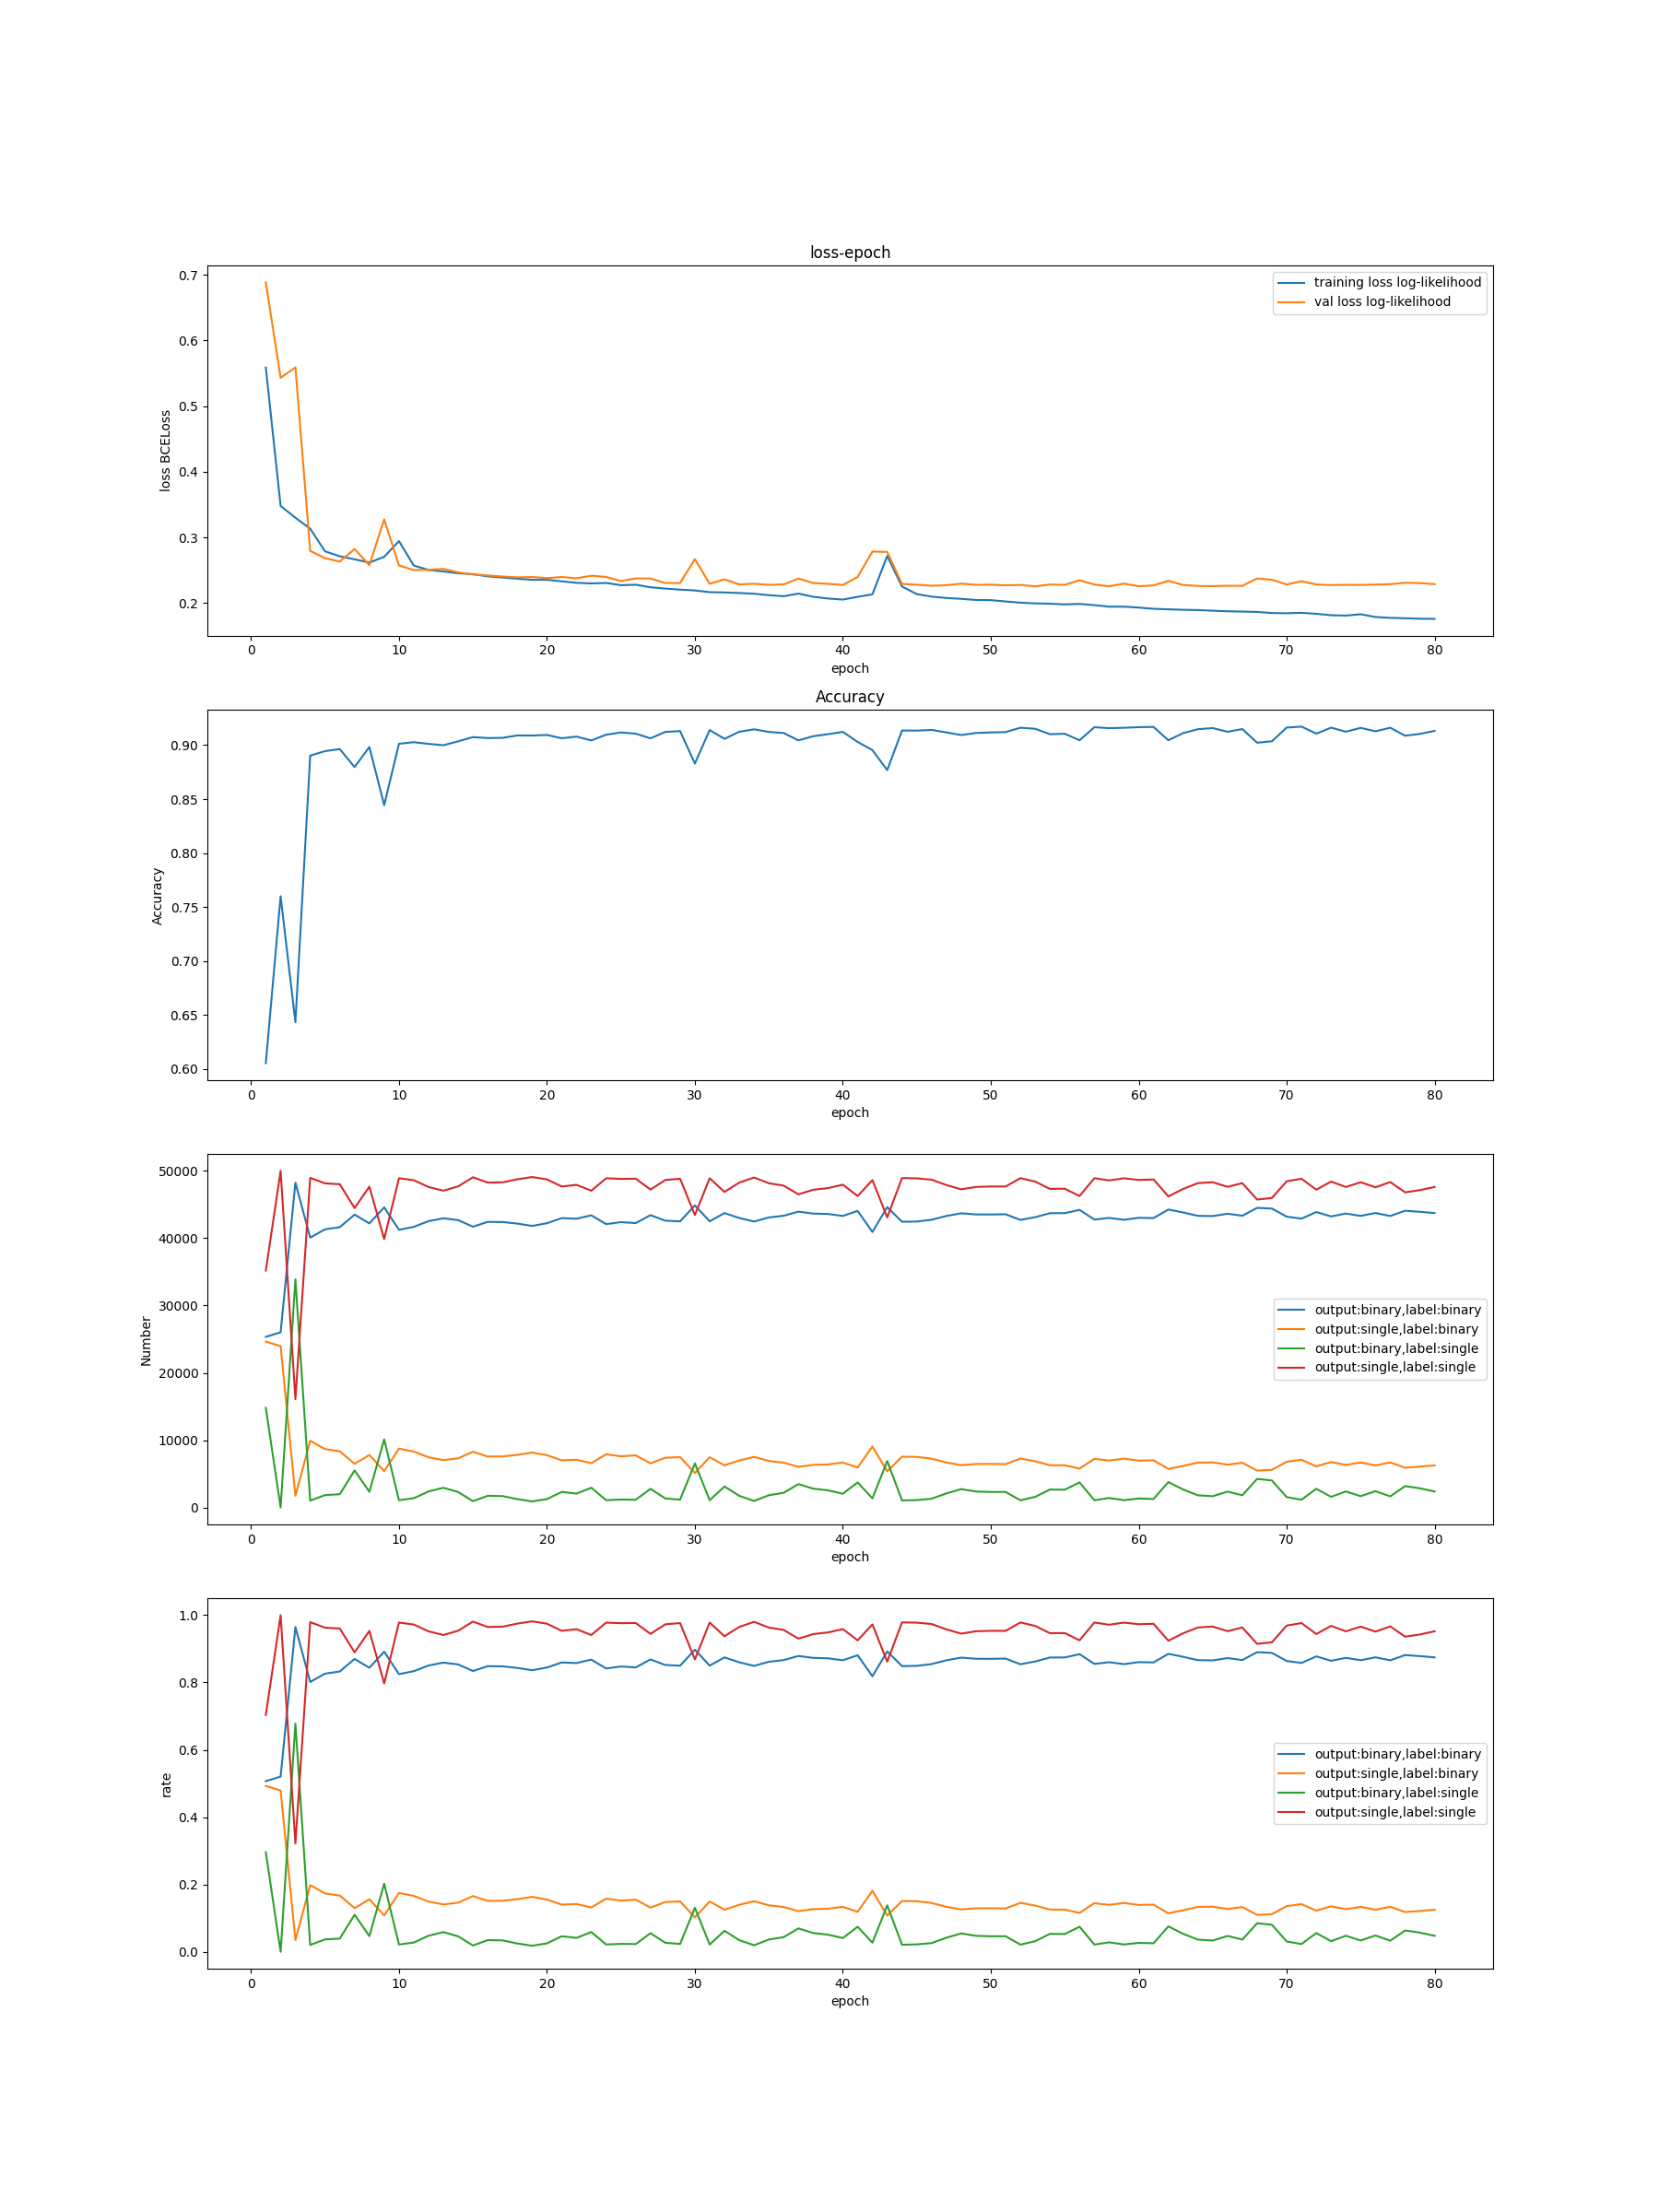 loss-epoch
training loss log-likelihood
val loss log-likelihood
loss BCELoss
0.7
0.6
0.5
0.4
0.3
0.2
0 10 20 30 40 50 60 70 80
epoch
Accuracy
Accuracy
0.90
0.85
0.80
0.75
0.70
0.65
0.60
0 10 20 30 40 50 60 70 80
epoch
Number
50000
40000
30000
20000
10000
0
output:binary,label:binary
output:single,label:binary
output:binary,label:single
output:single,label:single
0 10 20 30 40 50 60 70 80
epoch
rate
1.0
0.8
0.6
0.4
0.2
0.0
output:binary,label:binary
output:single,label:binary
output:binary,label:single
output:single,label:single
0 10 20 30 40 50 60 70 80
epoch